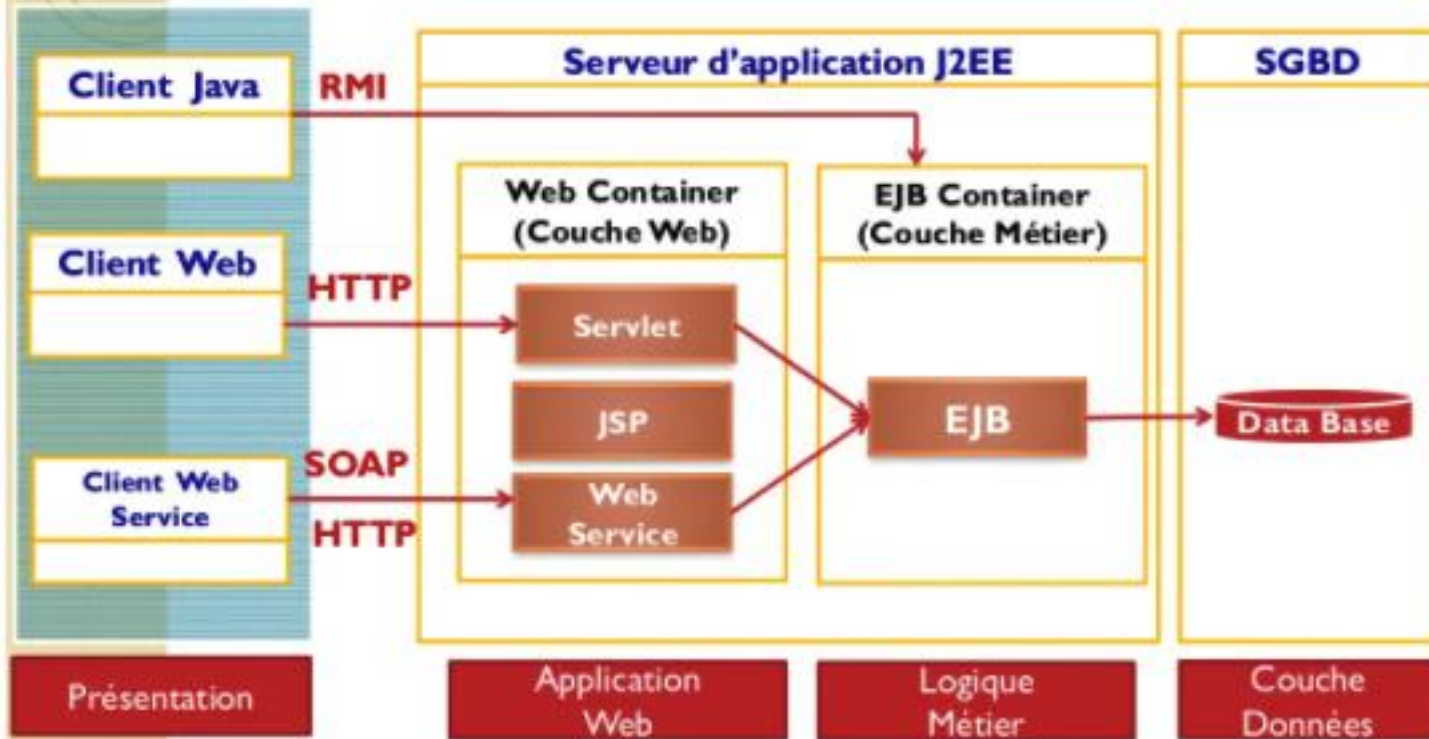 Client Java
RMI
Client Web
HTTP
Client Web
Service
SOAP
HTTP
Serveur d'application J2EE
Web Container
(Couche Web)
Servlet
JSP
Web
Service
EJB Container
(Couche Métier)
EJB
SGBD
Data Base
Présentation
Application
Web
Logique
Métier
Couche
Données